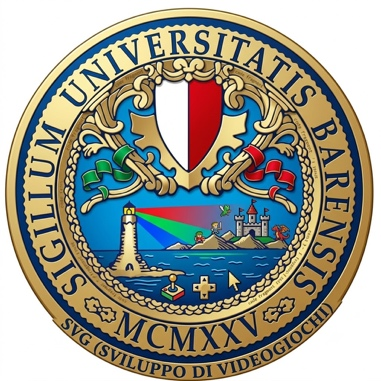 SIGILLUM UNIVERSITATIS BARENSIS
MCMXXV
SVG (SVILUPPO DI VIDEOGIOCHI)